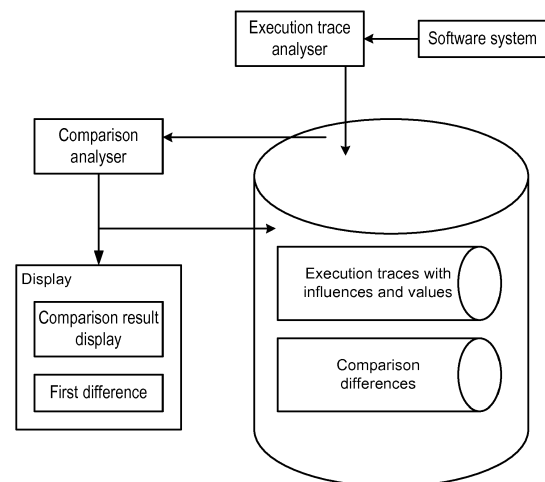 Execution trace
analyser
Software system
Comparison
analyser
Display
Comparison result
display
First difference
Execution traces with
influences and values
Comparison
differences